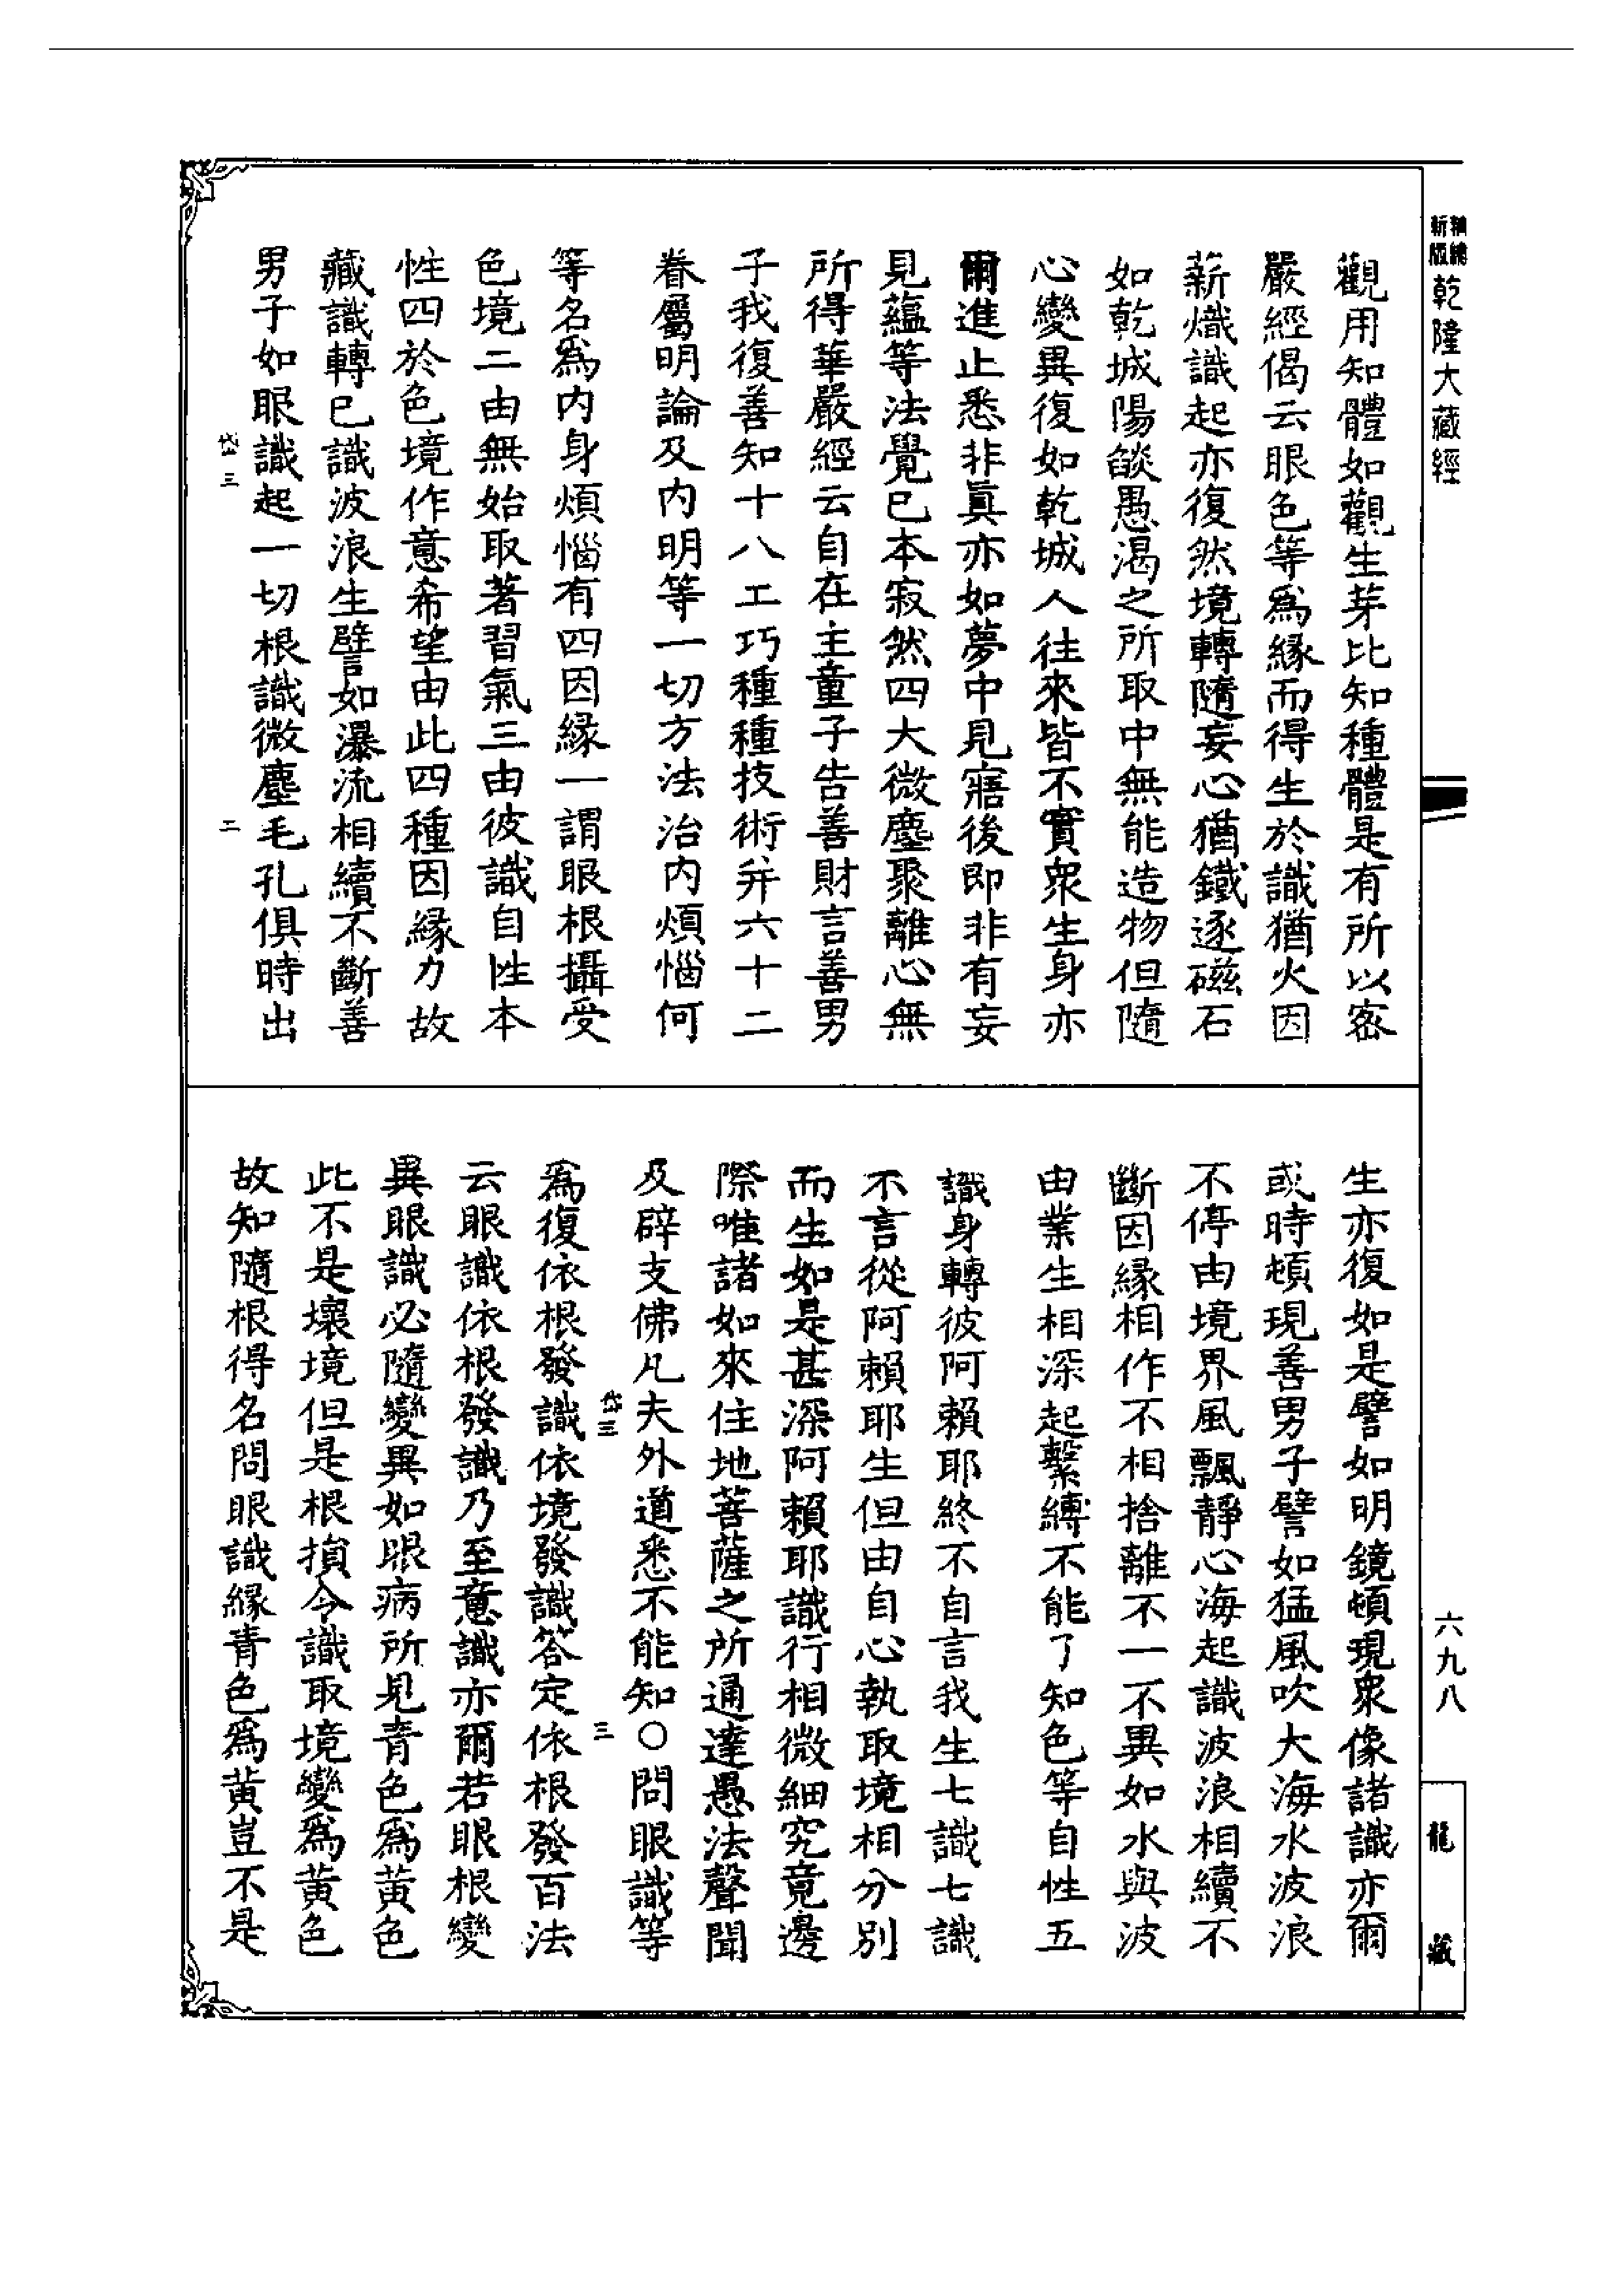 精編
新版
乾隆大藏經
六九八
龍藏
觀用知體如觀生芽比知種體是有所以密
嚴經偈云眼色等爲緣而得生於識猶火因
薪熾識起亦復然境轉隨妄心猶鐵逐磁石
如乾城陽燄愚渴之所取中無能造物但隨
心變異復如乾城人往來皆不實衆生身亦
爾進止悉非眞亦如夢中見寤後即非有妄
見蘊等法覺已本寂然四大微塵聚離心無
所得華嚴經云自在主童子告善財言善男
子我復善知十八工巧種種技術并六十二
眷屬明論及內明等一切方法治內煩惱何
等名爲內身煩惱有四因緣一謂眼根攝受
色境二由無始取著習氣三由彼識自性本
性四於色境作意希望由此四種因緣力故
藏識轉已識波浪生譬如瀑流相續不斷善
男子如眼識起一切根識微塵毛孔俱時出
岱三
二
生亦復如是譬如明鏡頓現衆像諸識亦爾
或時頓現善男子譬如猛風吹大海水波浪
不停由境界風飄靜心海起識波浪相續不
斷因緣相作不相捨離不一不異如水與波
由業生相深起繫縛不能了知色等自性五
識身轉彼阿賴耶終不自言我生七識七識
不言從阿賴耶生但由自心執取境相分別
而生如是甚深阿賴耶識行相微細究竟邊
際唯諸如來住地菩薩之所通達愚法聲聞
及辟支佛凡夫外道悉不能知○問眼識等
岱三
三
爲復依根發識依境發識答定依根發百法
云眼識依根發識乃至意識亦爾若眼根變
異眼識必隨變異如眼病所見青色爲黃色
此不是壞境但是根損令識取境變爲黃色
故知隨根得名問眼識緣青色爲黃豈不是